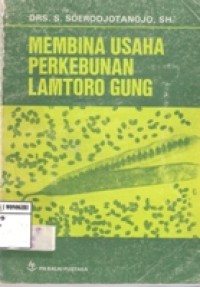 DRS. S. SOERODJOTANOJO, SH.
MEMBINA USAHA
PERKEBUNAN
LAMTORO GUNG